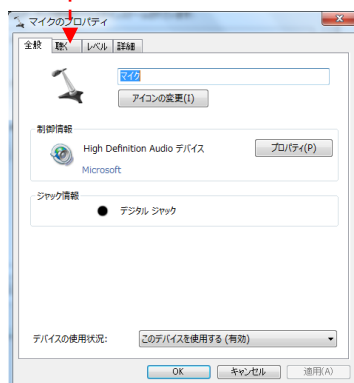 マイクのプロパティ
全般 聴く レベル 詳細
マイク
アイコンの変更(I)
制御情報
High Definition Audio デバイス
プロパティ(P)
Microsoft
ジャック情報
デジタル ジャック
デバイスの使用状況: このデバイスを使用する (有効)
OK キャンセル 適用(A)